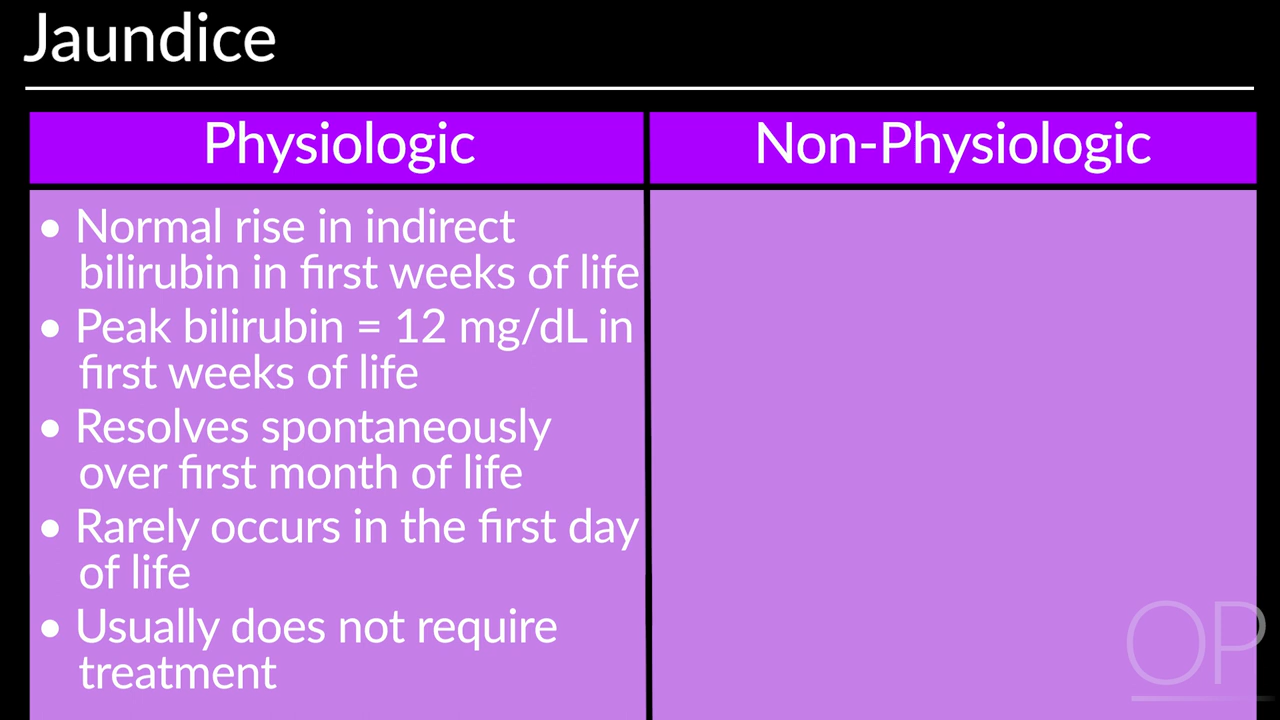 Jaundice
Physiologic
Non-Physiologic
• Normal rise in indirect
bilirubin in first weeks of life
• Peak bilirubin = 12 mg/dL in
first weeks of life
• Resolves spontaneously
over first month of life
• Rarely occurs in the first day
of life
• Usually does not require
treatment
OP